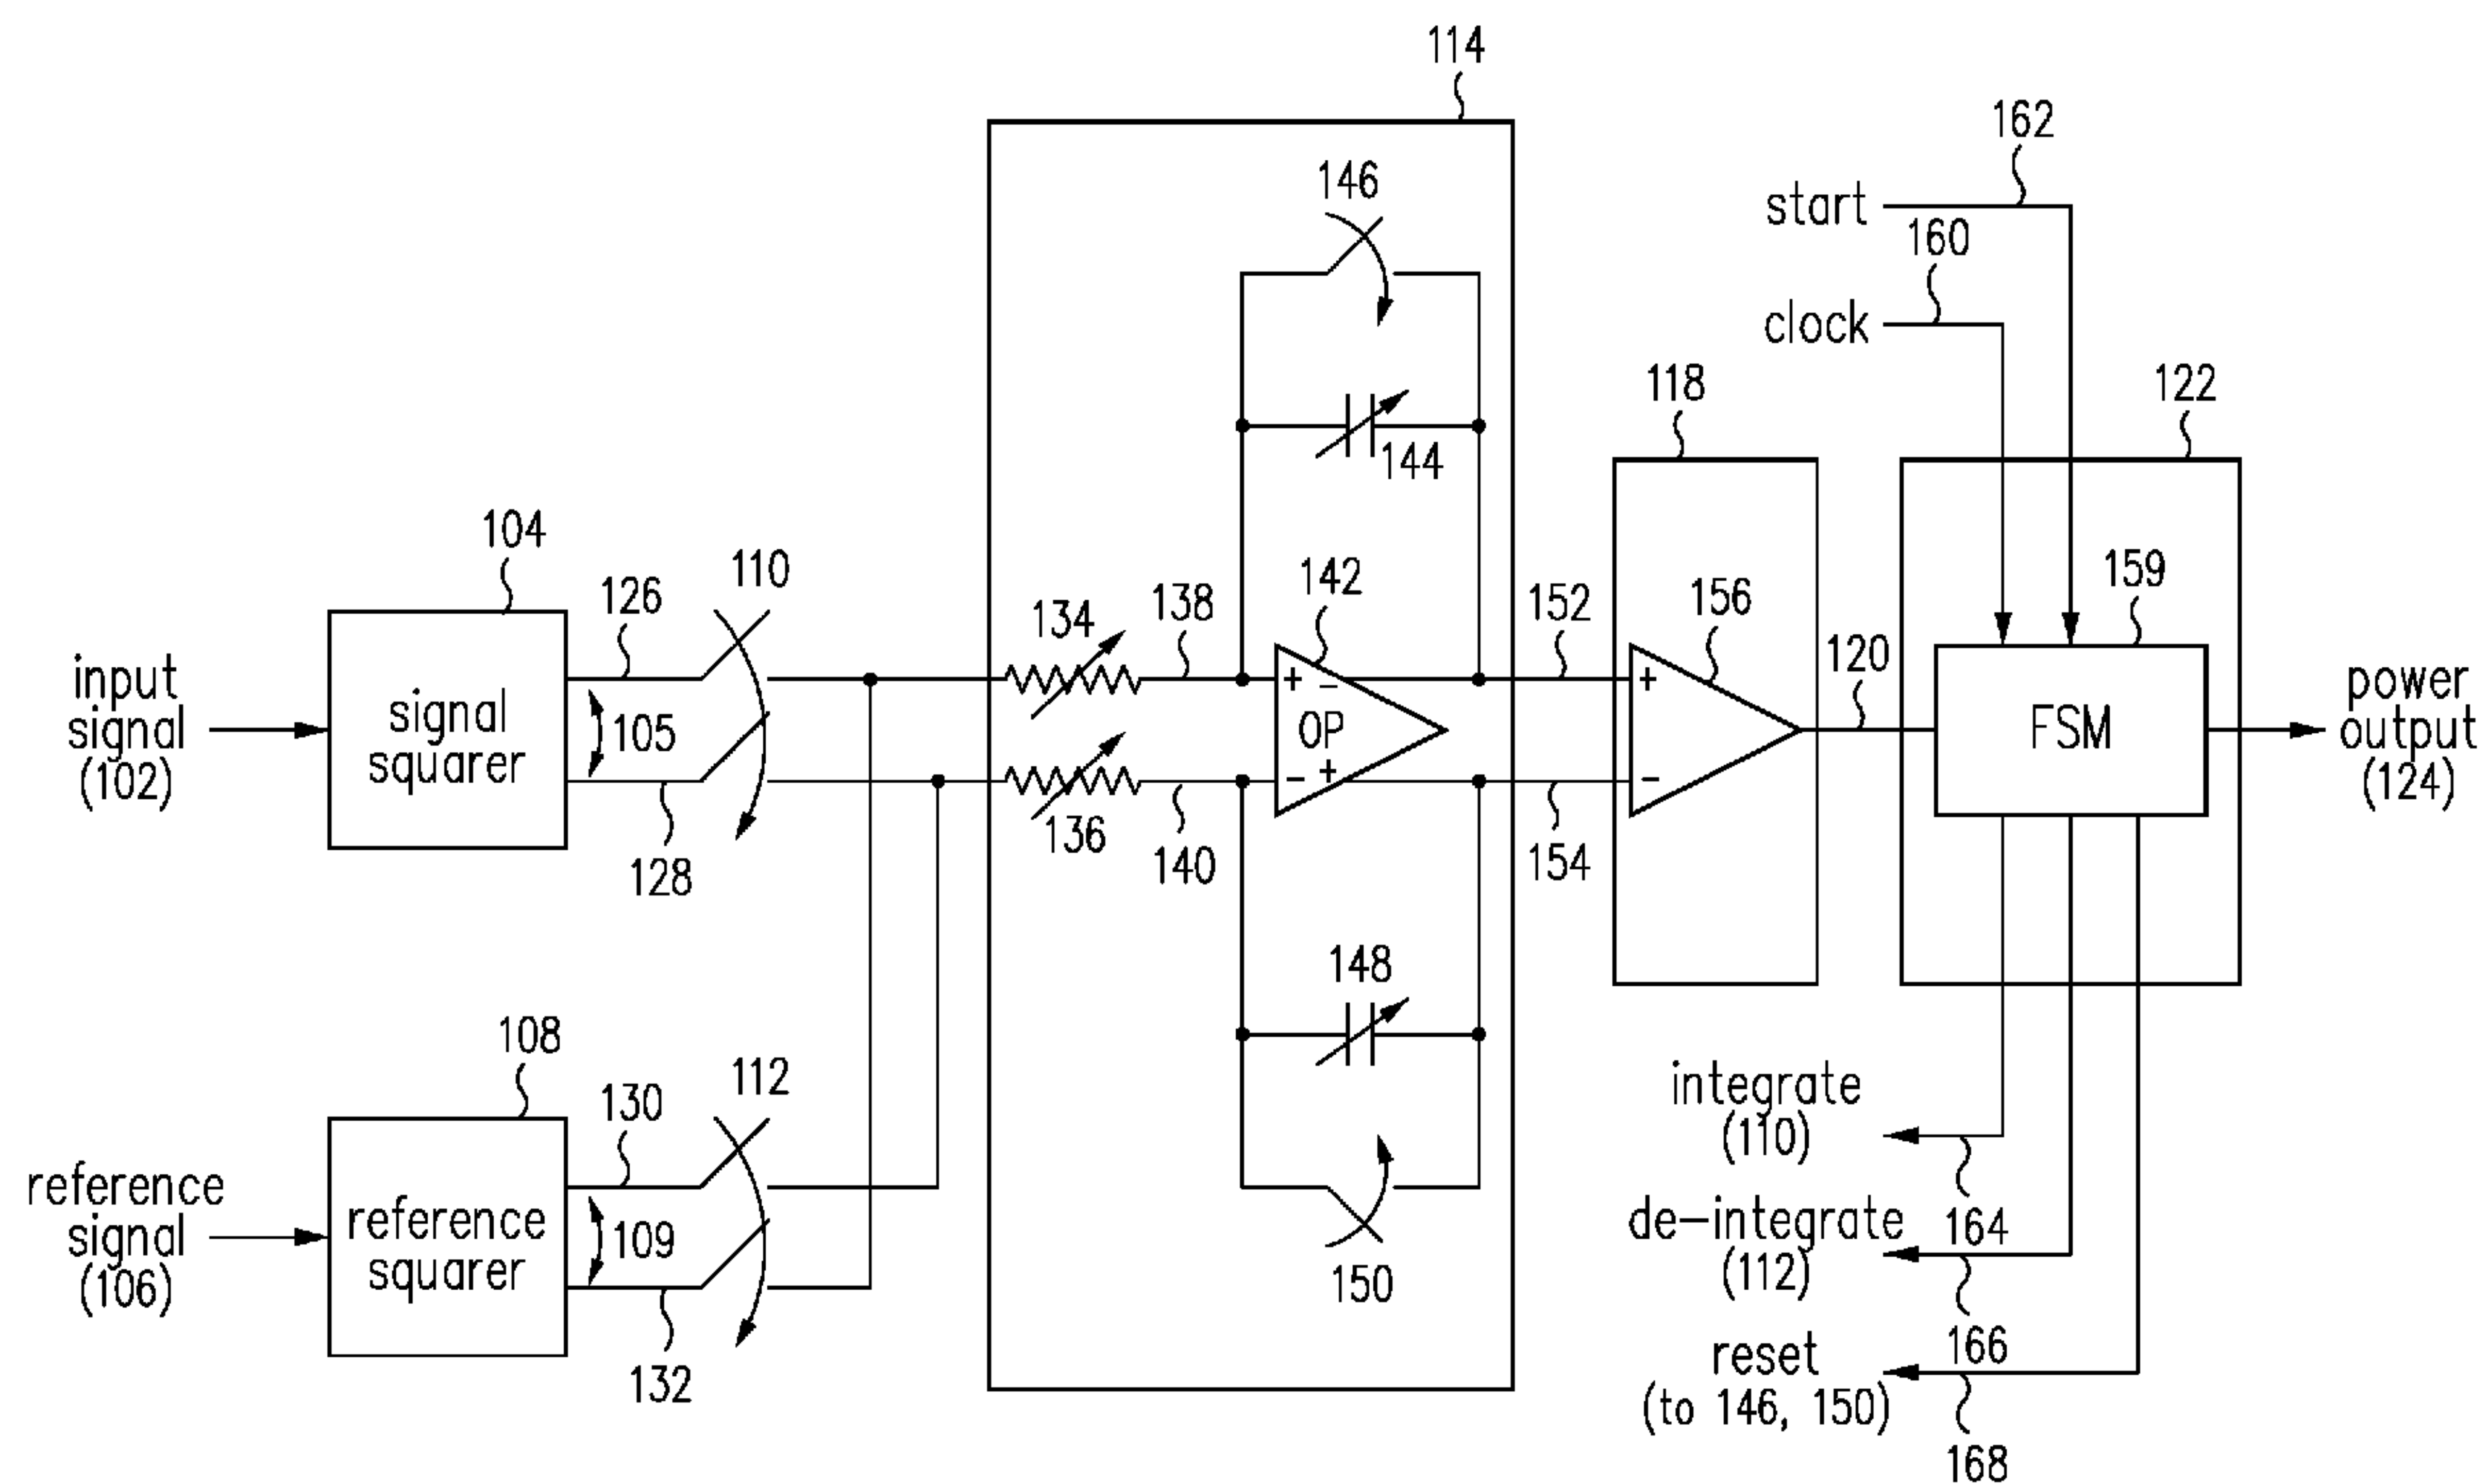 114
162
146
start
160
clock
118
122
144
104
110
126
142
134
138
152
156
159
120
input
signal
(102)
signal
squarer
105
+
−
OP
−
+
+
−
FSM
power
output
(124)
128
136
140
154
148
108
112
130
integrate
(110)
164
reference
signal
(106)
reference
squarer
109
de-integrate
(112)
166
150
132
reset
(to 146, 150)
168